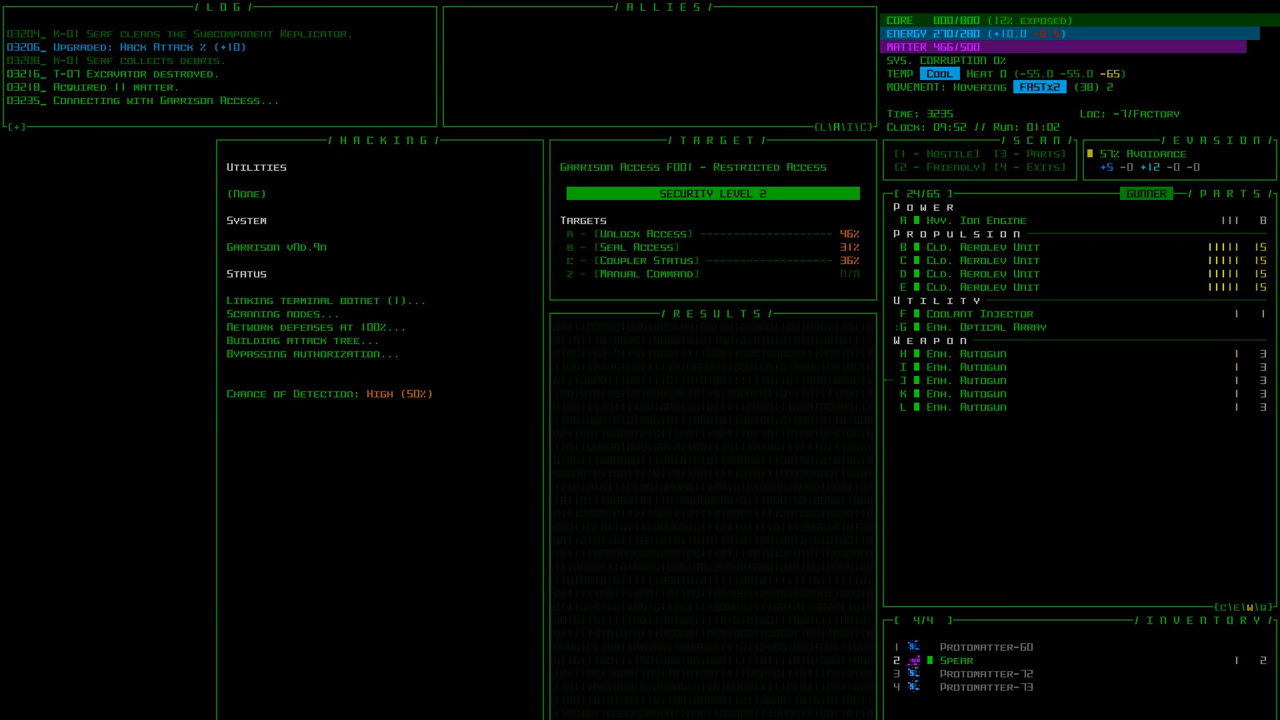 / L O G /
03204_ K-01 Serf cleans the Subcomponent Replicator.
03206_ Upgraded: Hack Attack % (+10)
03208_ K-01 Serf collects debris.
03216_ T-07 Excavator destroyed.
03218_ Acquired 11 matter.
03235_ Connecting with Garrison Access...
[+]
/ A L L I E S /
{L\A\I\C}
CORE 800/800 (12% exposed)
ENERGY 270/280 (+10.0 -0.5)
MATTER 466/500
Sys. Corruption 0%
Temp Cool Heat 0 (-55.0 -55.0 -65)
Movement: Hovering FASTx2 (38) 2
Time: 3235 Loc: -7/Factory
Clock: 09:52 // Run: 01:02
/ H A C K I N G /
Utilities
(None)
System
Garrison v%0.9n
Status
Linking terminal botnet (1)...
Scanning nodes...
Network defenses at 100%...
Building attack tree...
Bypassing authorization...
Chance of Detection: High (50%)
/ T A R G E T /
Garrison Access F001 - Restricted Access
SECURITY LEVEL 2
Targets
A - [Unlock Access] 46%
B - [Seal Access] 31%
C - [Coupler Status] 36%
Z - [Manual Command] N/A
/ R E S U L T S /
/ S C A N /
[1 - Hostile] [3 - Parts]
[2 - Friendly] [4 - Exits]
/ E V A S I O N
57% Avoidance
+5 -0 +12 -0 -0
[ 24/65 ] GUNNER / P A R T S /
P o w e r
A Hvy. Ion Engine 8
P r o p u l s i o n
B Cld. Aerolev Unit 15
C Cld. Aerolev Unit 15
D Cld. Aerolev Unit 15
E Cld. Aerolev Unit 15
U t i l i t y
F Coolant Injector 1
:G Enh. Optical Array
W e a p o n
H Enh. Autogun 3
I Enh. Autogun 3
J Enh. Autogun 3
K Enh. Autogun 3
L Enh. Autogun 3
{C\E\W\Q}
[ 4/4 ] / I N V E N T O R Y /
1 Protomatter-60
2 Spear 2
3 Protomatter-72
4 Protomatter-73